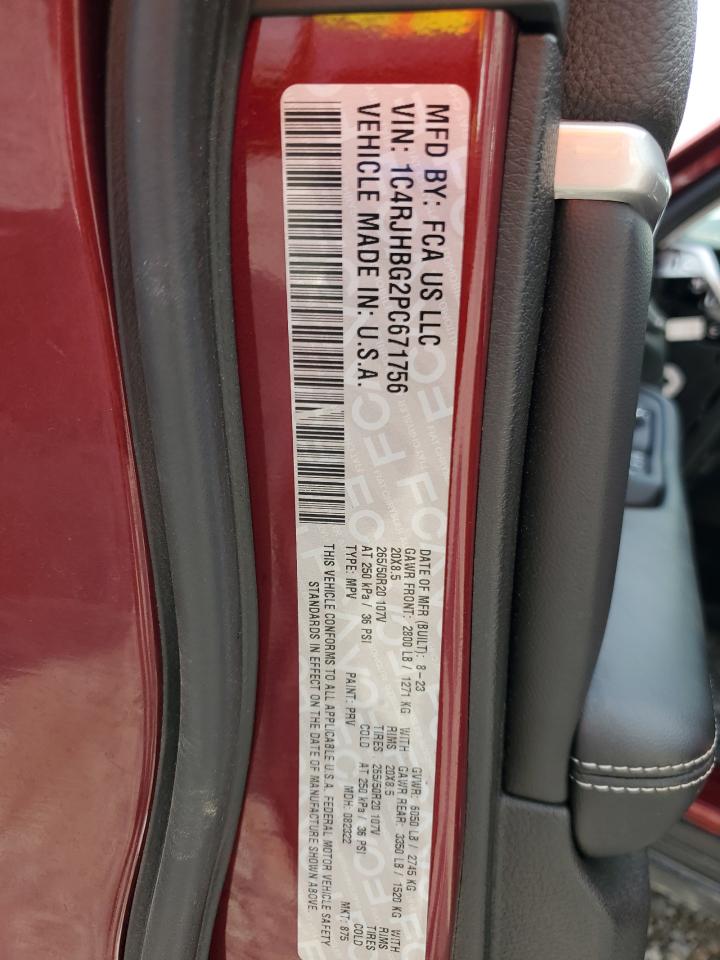 MFD BY: FCA US LLC
VIN: 1C4RJHBG2PC671756
VEHICLE MADE IN: U.S.A.
DATE OF MFR (BUILT): 8-23 GVWR: 6050 LB / 2745 KG
GAWR FRONT: 2800 LB / 1271 KG WITH GAWR REAR: 3350 LB / 1520 KG WITH
20X8.5 RIMS 20X8.5 RIMS
265/50R20 107V TIRES 265/50R20 107V TIRES
AT 250 kPa / 36 PSI COLD AT 250 kPa / 36 PSI COLD
TYPE: MPV PAINT: PRV MDH: 082322 MKT: 875
THIS VEHICLE CONFORMS TO ALL APPLICABLE U.S.A. FEDERAL MOTOR VEHICLE SAFETY
STANDARDS IN EFFECT ON THE DATE OF MANUFACTURE SHOWN ABOVE.